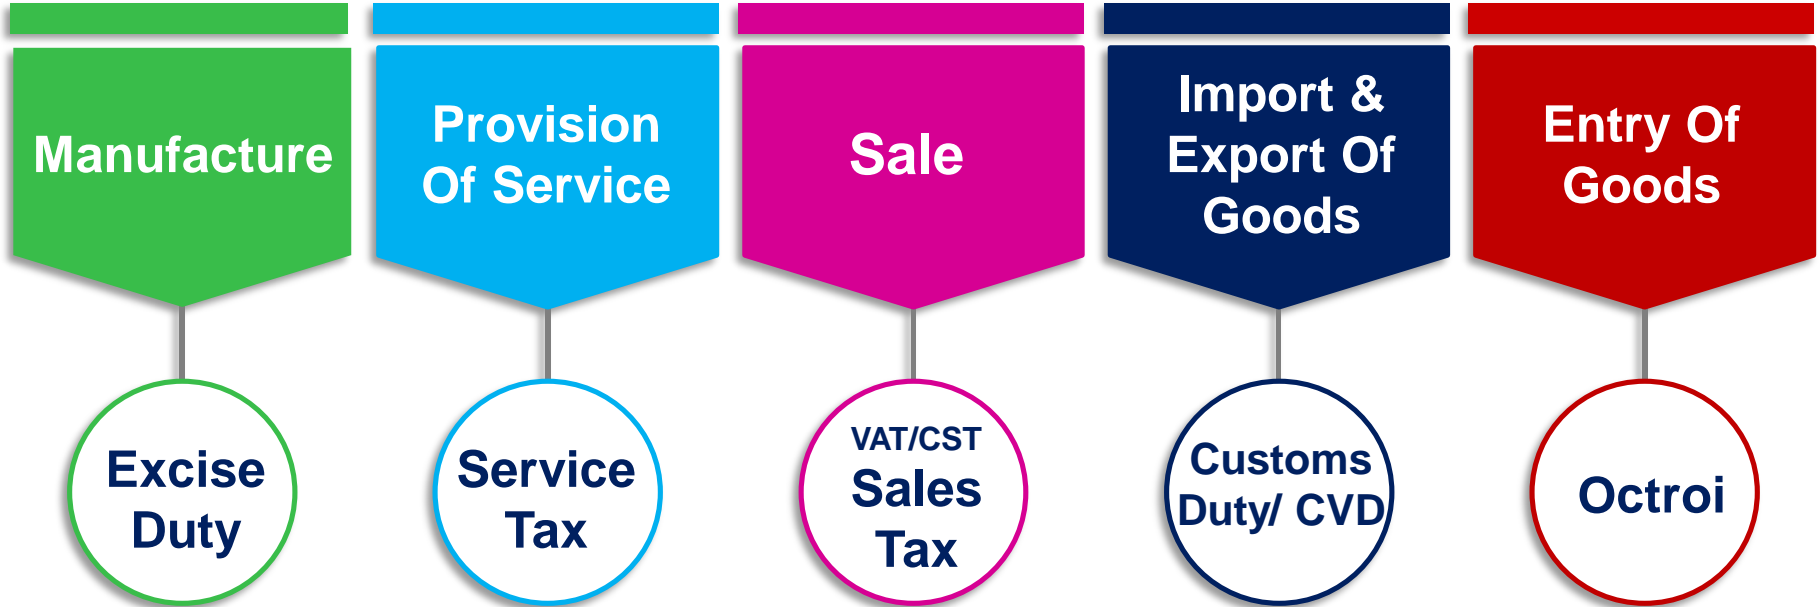 Manufacture
Provision
Of Service
Sale
Import &
Export Of
Goods
Entry Of
Goods
Excise
Duty
Service
Tax
VAT/CST
Sales
Tax
Customs
Duty/ CVD
Octroi